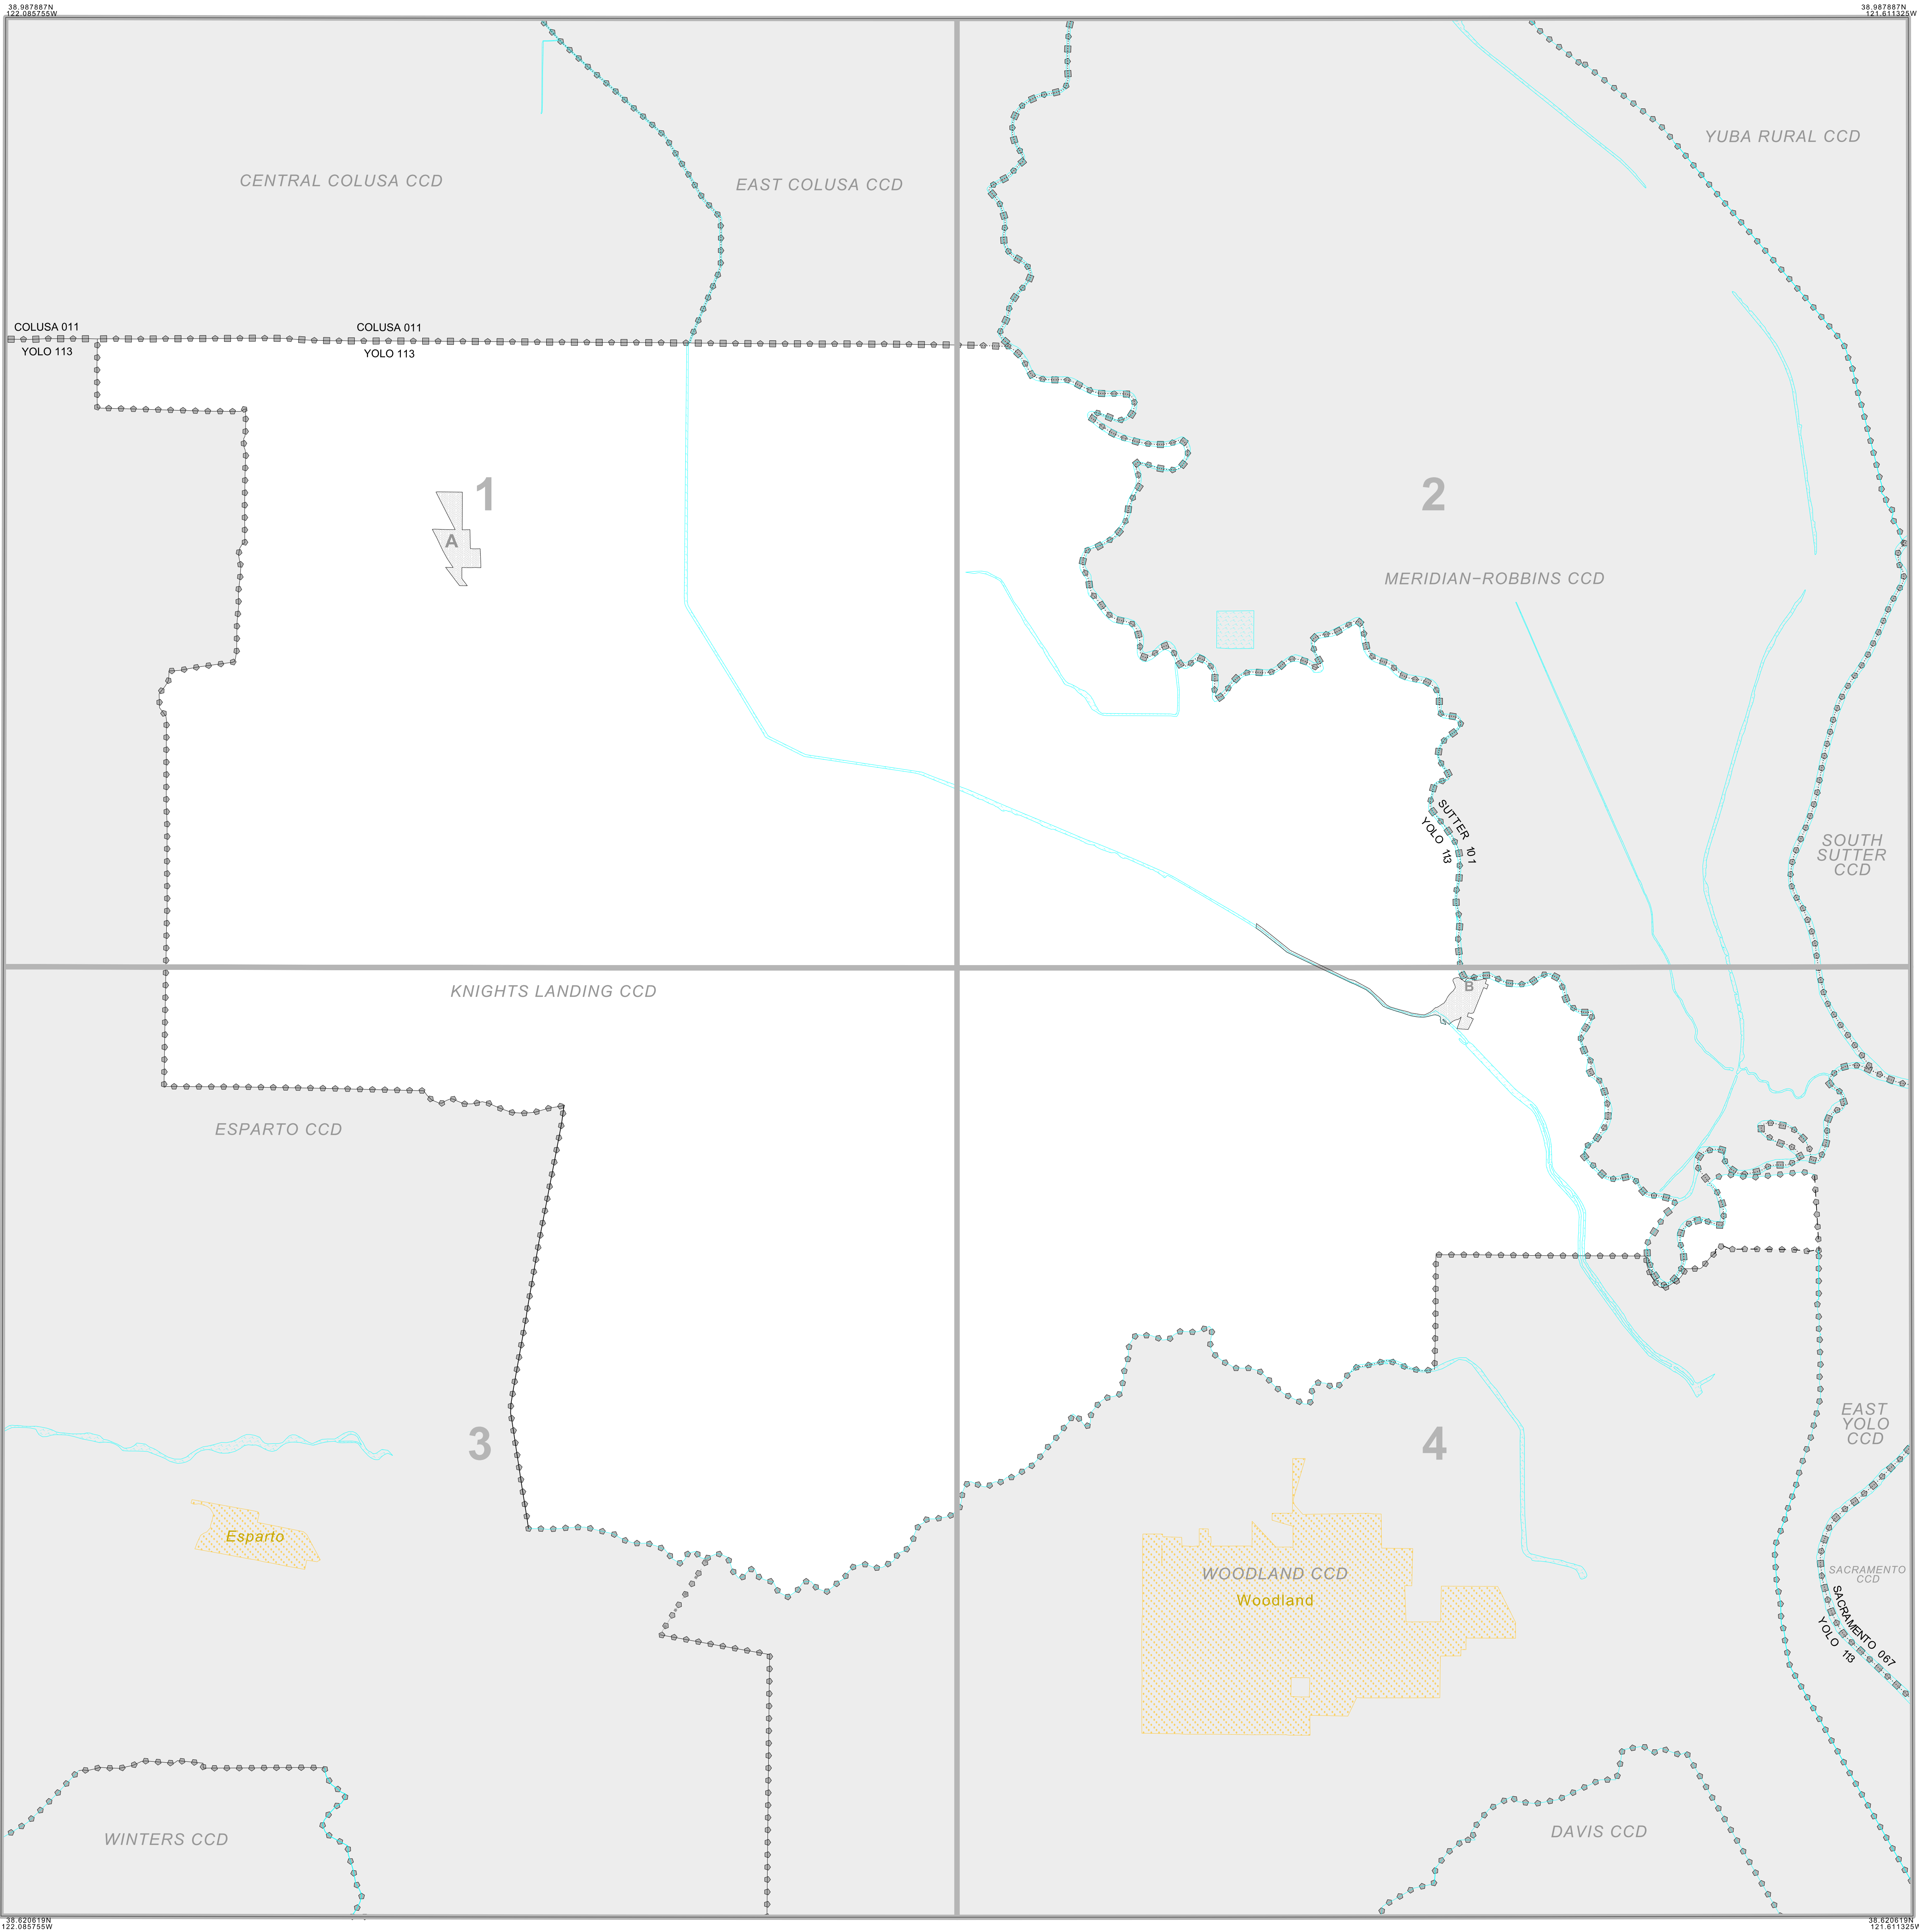 38.987887N
122.085755W
38.987887N
121.611325W
YUBA RURAL CCD
CENTRAL COLUSA CCD
EAST COLUSA CCD
COLUSA 011
YOLO 113
COLUSA 011
YOLO 113
1
2
A
MERIDIAN-ROBBINS CCD
SUTTER 101
YOLO 113
SOUTH
SUTTER
CCD
KNIGHTS LANDING CCD
B
ESPARTO CCD
3
4
EAST
YOLO
CCD
Esparto
WOODLAND CCD
Woodland
SACRAMENTO
CCD
SACRAMENTO 067
YOLO 113
WINTERS CCD
DAVIS CCD
38.620619N
122.085755W
38.620619N
121.611325W